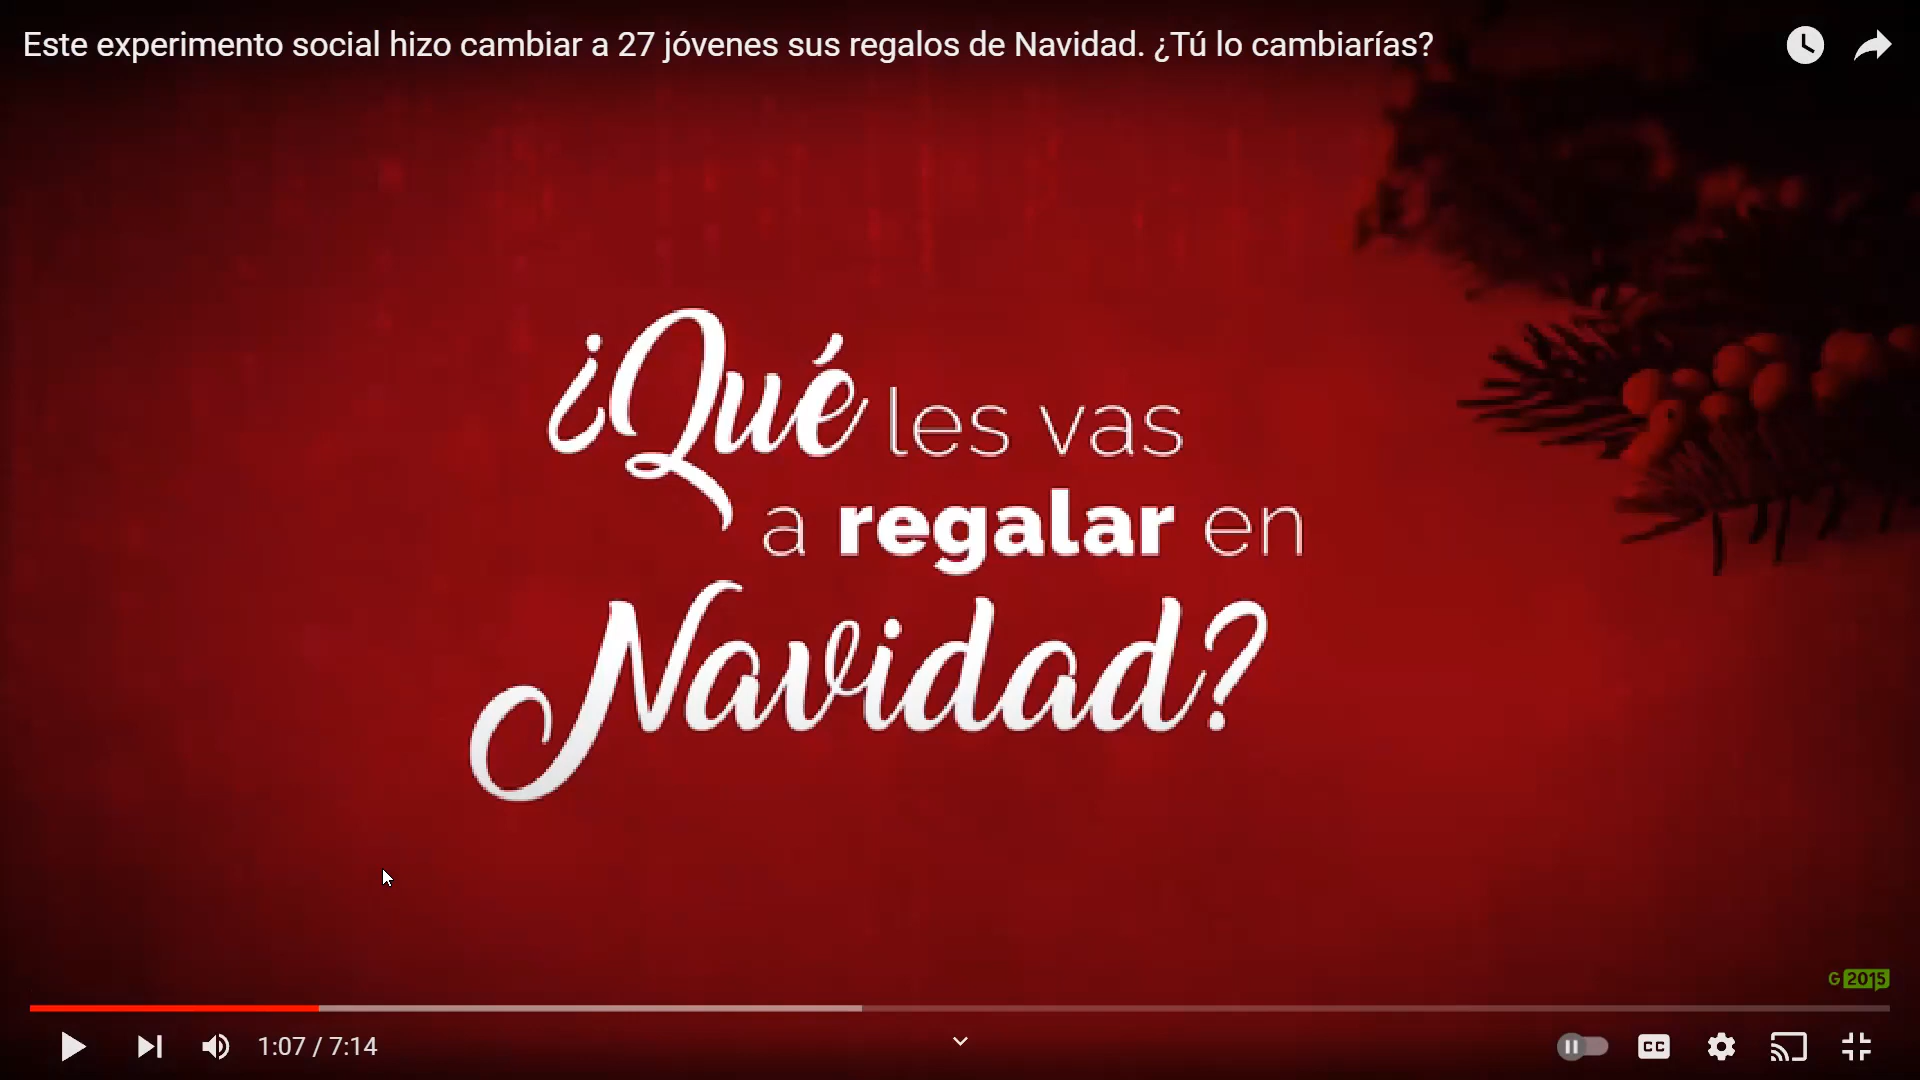 Este experimento social hizo cambiar a 27 jóvenes sus regalos de Navidad. ¿Tú lo cambiarías?
¿Qué les vas
a regalar en
Navidad?
G 2015
1:07 / 7:14
CC